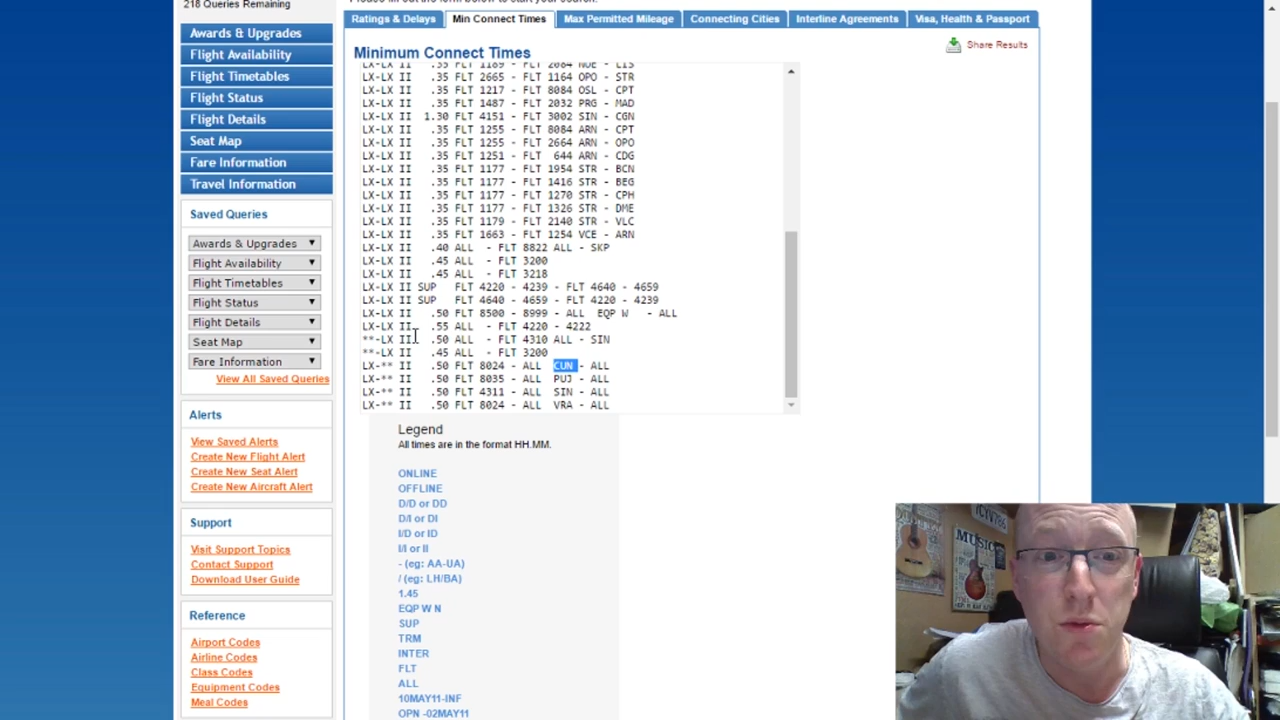 218 Queries Remaining
Awards & Upgrades
Flight Availability
Flight Timetables
Flight Status
Flight Details
Seat Map
Fare Information
Travel Information
Saved Queries
Awards & Upgrades
Flight Availability
Flight Timetables
Flight Status
Flight Details
Seat Map
Fare Information
View All Saved Queries
Alerts
View Saved Alerts
Create New Flight Alert
Create New Seat Alert
Create New Aircraft Alert
Support
Visit Support Topics
Contact Support
Download User Guide
Reference
Airport Codes
Airline Codes
Class Codes
Equipment Codes
Meal Codes
Ratings & Delays Min Connect Times Max Permitted Mileage Connecting Cities Interline Agreements Visa, Health & Passport
Minimum Connect Times
Share Results
LX-LX II .35 FLT 1189 - FLT 2084 NUE - LIS
LX-LX II .35 FLT 2665 - FLT 1164 OPO - STR
LX-LX II .35 FLT 1217 - FLT 8084 OSL - CPT
LX-LX II .35 FLT 1487 - FLT 2032 PRG - MAD
LX-LX II 1.30 FLT 4151 - FLT 3002 SIN - CGN
LX-LX II .35 FLT 1255 - FLT 8084 ARN - CPT
LX-LX II .35 FLT 1255 - FLT 2664 ARN - OPO
LX-LX II .35 FLT 1251 - FLT 644 ARN - CDG
LX-LX II .35 FLT 1177 - FLT 1954 STR - BCN
LX-LX II .35 FLT 1177 - FLT 1416 STR - BEG
LX-LX II .35 FLT 1177 - FLT 1270 STR - CPH
LX-LX II .35 FLT 1177 - FLT 1326 STR - DME
LX-LX II .35 FLT 1179 - FLT 2140 STR - VLC
LX-LX II .35 FLT 1663 - FLT 1254 VCE - ARN
LX-LX II .40 ALL - FLT 8822 ALL - SKP
LX-LX II .45 ALL - FLT 3200
LX-LX II .45 ALL - FLT 3218
LX-LX II SUP FLT 4220 - 4239 - FLT 4640 - 4659
LX-LX II SUP FLT 4640 - 4659 - FLT 4220 - 4239
LX-LX II .50 FLT 8500 - 8999 - ALL EQP W - ALL
LX-LX II .55 ALL - FLT 4220 - 4222
**-LX II .50 ALL - FLT 4310 ALL - SIN
**-LX II .45 ALL - FLT 3200
LX-** II .50 FLT 8024 - ALL CUN - ALL
LX-** II .50 FLT 8035 - ALL PUJ - ALL
LX-** II .50 FLT 4311 - ALL SIN - ALL
LX-** II .50 FLT 8024 - ALL VRA - ALL
Legend
All times are in the format HH.MM.
ONLINE
OFFLINE
D/D or DD
D/I or DI
I/D or ID
I/I or II
- (eg: AA-UA)
/ (eg: LH/BA)
1.45
EQP W N
SUP
TRM
INTER
FLT
ALL
10MAY11-INF
OPN -02MAY11
MUSIC